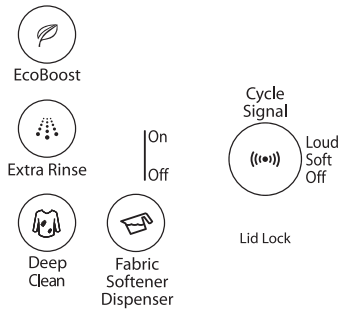 EcoBoost
Extra Rinse
On
Off
Deep
Clean
Fabric
Softener
Dispenser
Cycle
Signal
Loud
Soft
Off
Lid Lock